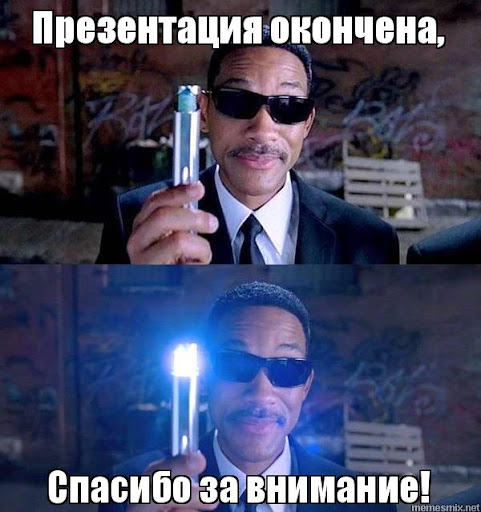 Презентация окончена,
Спасибо за внимание!
memesmix.net